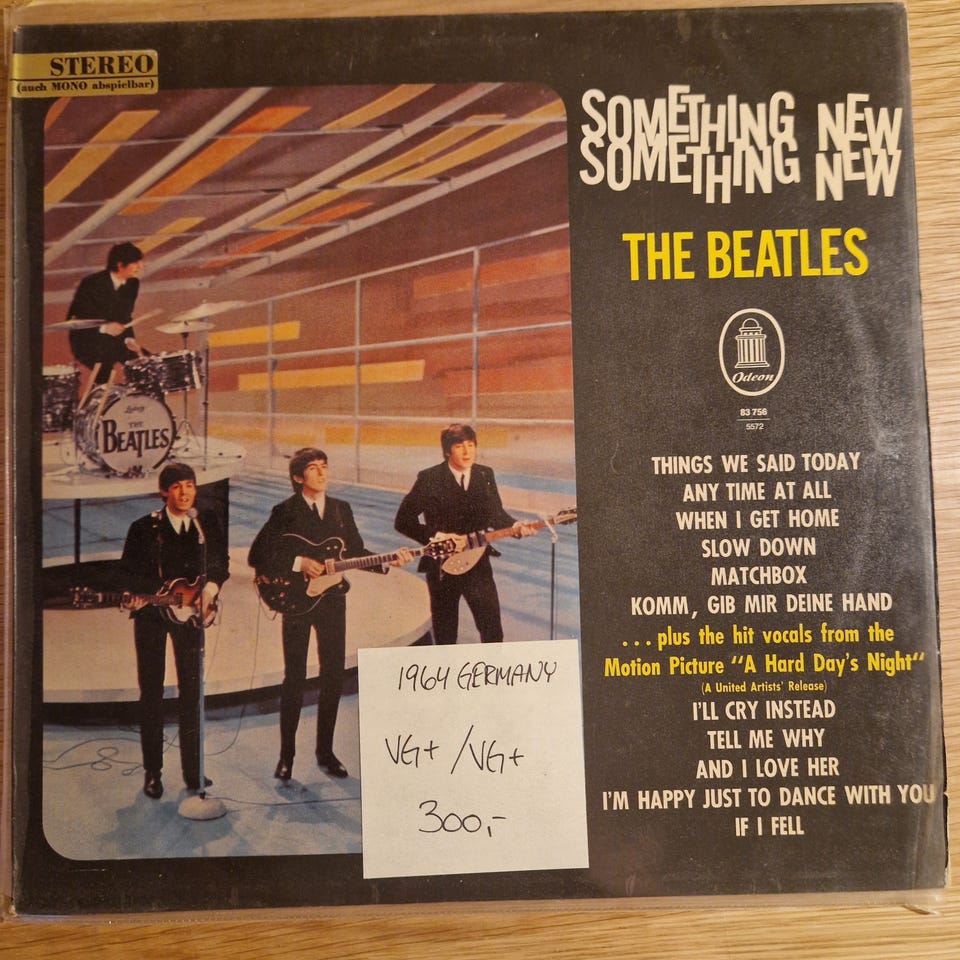 STEREO
(auch MONO abspielbar)
SOMETHING NEW
SOMETHING NEW
THE BEATLES
Odeon
83 756
5572
THINGS WE SAID TODAY
ANY TIME AT ALL
WHEN I GET HOME
SLOW DOWN
MATCHBOX
KOMM, GIB MIR DEINE HAND
...plus the hit vocals from the
Motion Picture "A Hard Day's Night"
(A United Artists' Release)
I'LL CRY INSTEAD
TELL ME WHY
AND I LOVE HER
I'M HAPPY JUST TO DANCE WITH YOU
IF I FELL
Ludwig
THE
BEATLES
1964 GERMANY
VG+ / VG+
300,-